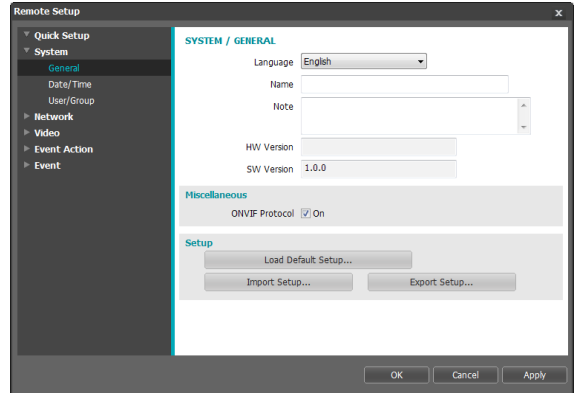 Remote Setup
x
Quick Setup
System
General
Date/Time
User/Group
Network
Video
Event Action
Event
SYSTEM / GENERAL
Language English
Name
Note
HW Version
SW Version 1.0.0
Miscellaneous
ONVIF Protocol On
Setup
Load Default Setup...
Import Setup... Export Setup...
OK Cancel Apply